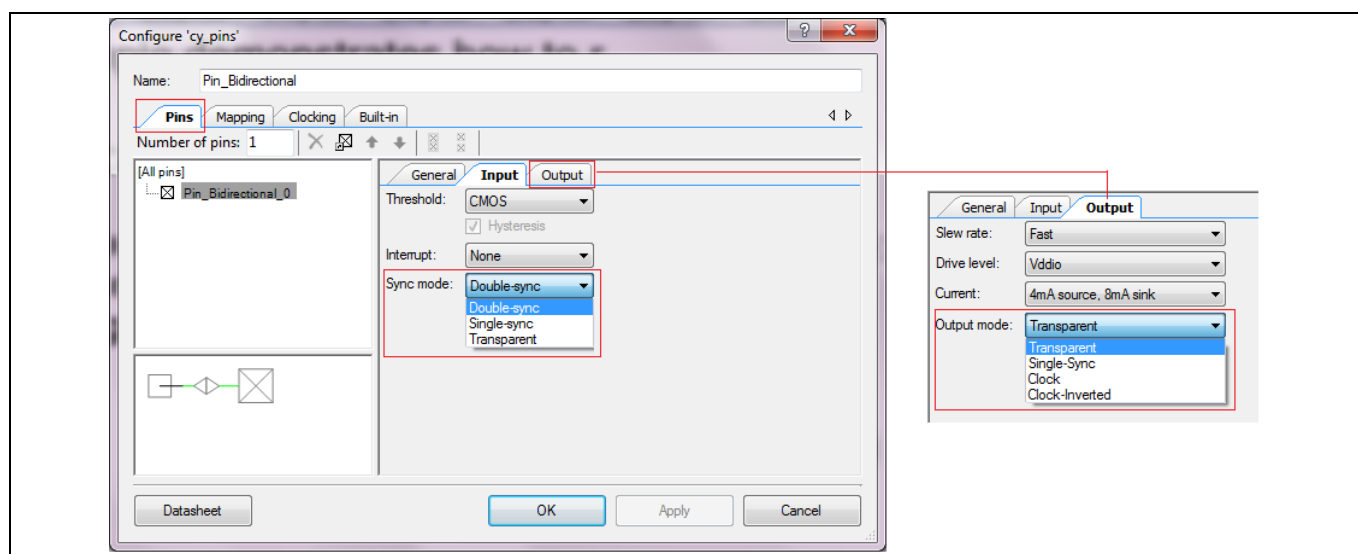 Configure 'cy_pins'
? x
Name: Pin_Bidirectional
Pins Mapping Clocking Built-in
Number of pins: 1
[All pins]
Pin_Bidirectional_0
General Input Output
Threshold: CMOS
Hysteresis
Interrupt: None
Sync mode: Double-sync
Double-sync
Single-sync
Transparent
Datasheet OK Apply Cancel
General Input Output
Slew rate: Fast
Drive level: Vddio
Current: 4mA source, 8mA sink
Output mode: Transparent
Transparent
Single-Sync
Clock
Clock-Inverted